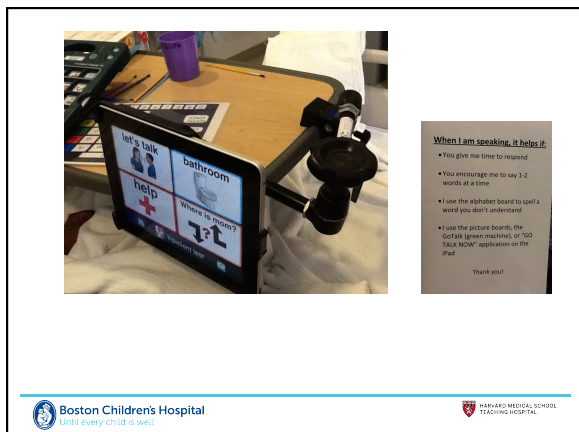 let's talk
bathroom
help
Where is mom?
?
Inpatient test
When I am speaking, it helps if:
• You give me time to respond
• You encourage me to say 1-2
words at a time
• I use the alphabet board to spell a
word you don't understand
• I use the picture boards, the
GoTalk (green machine), or "GO
TALK NOW" application on the
iPad
Thank you!
Boston Children's Hospital
Until every child is well
HARVARD MEDICAL SCHOOL
TEACHING HOSPITAL